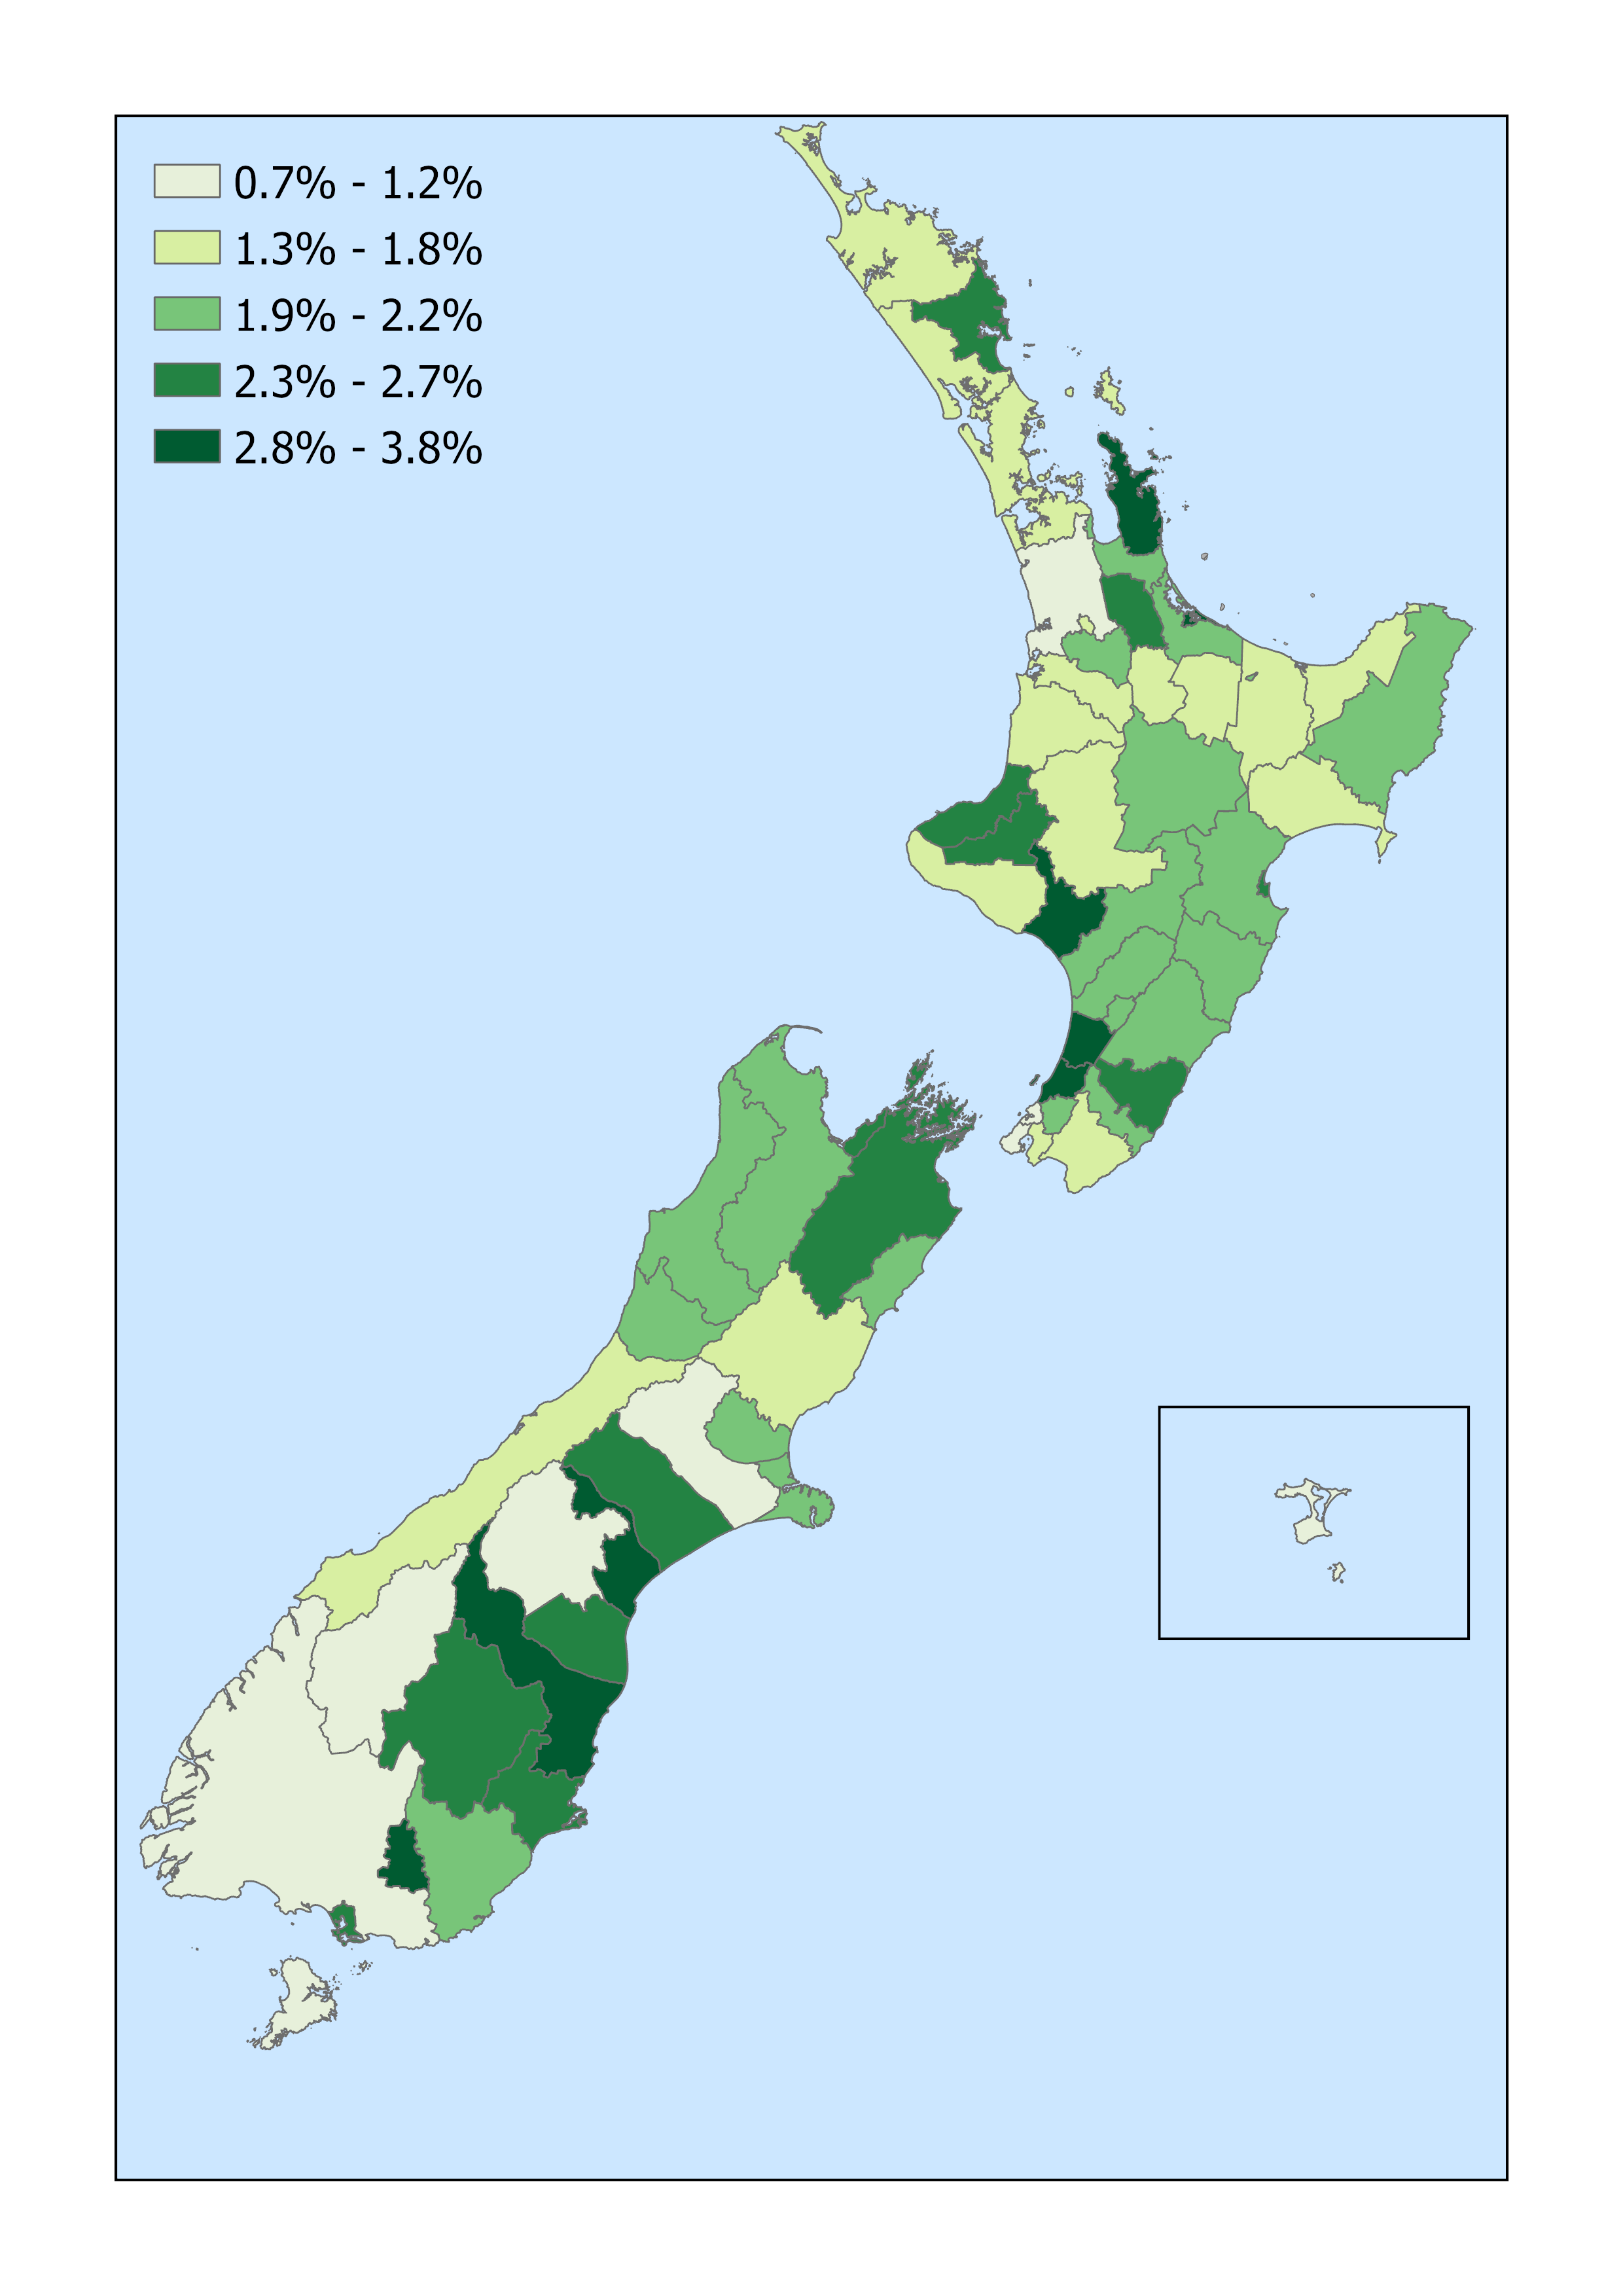 0.7% - 1.2%
1.3% - 1.8%
1.9% - 2.2%
2.3% - 2.7%
2.8% - 3.8%